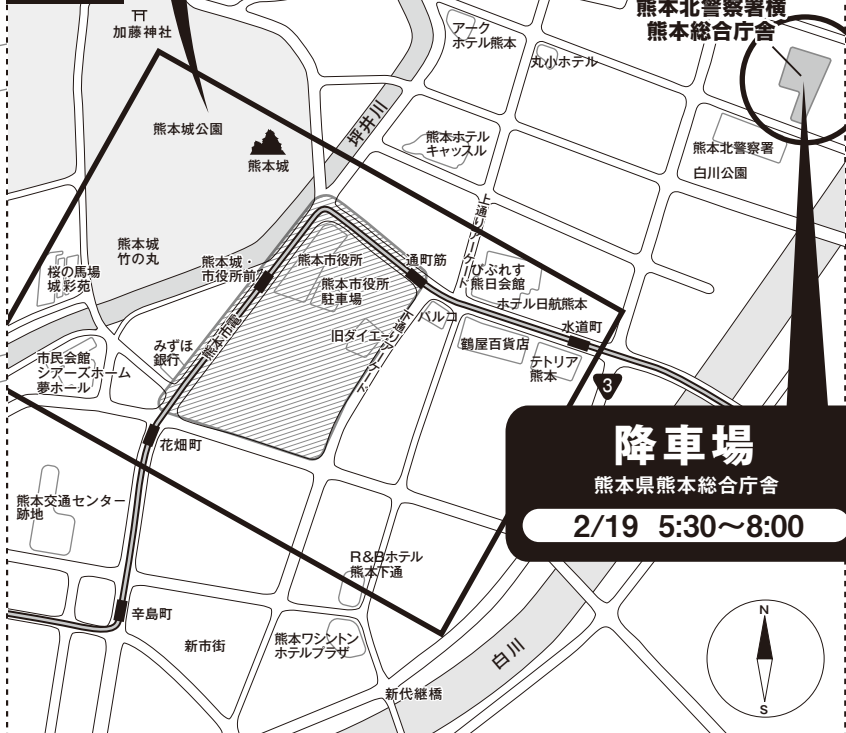 熊本北警察署横
熊本総合庁舎
加藤神社
アーク
ホテル熊本
丸小ホテル
坪井川
熊本城公園
熊本城
熊本ホテル
キャッスル
熊本北警察署
白川公園
上通りアーケード
熊本城
竹の丸
桜の馬場
城彩苑
熊本城・
市役所前
熊本市役所
熊本市役所
駐車場
通町筋
びぷれす
熊日会館
ホテル日航熊本
パルコ
水道町
旧ダイエー
下通りアーケード
鶴屋百貨店
テトリア
熊本
熊本市電
みずほ
銀行
市民会館
シアーズホーム
夢ホール
3
花畑町
降車場
熊本県熊本総合庁舎
2/19 5:30～8:00
熊本交通センター
跡地
R&Bホテル
熊本下通
辛島町
新市街
熊本ワシントン
ホテルプラザ
白川
新代継橋
N
S